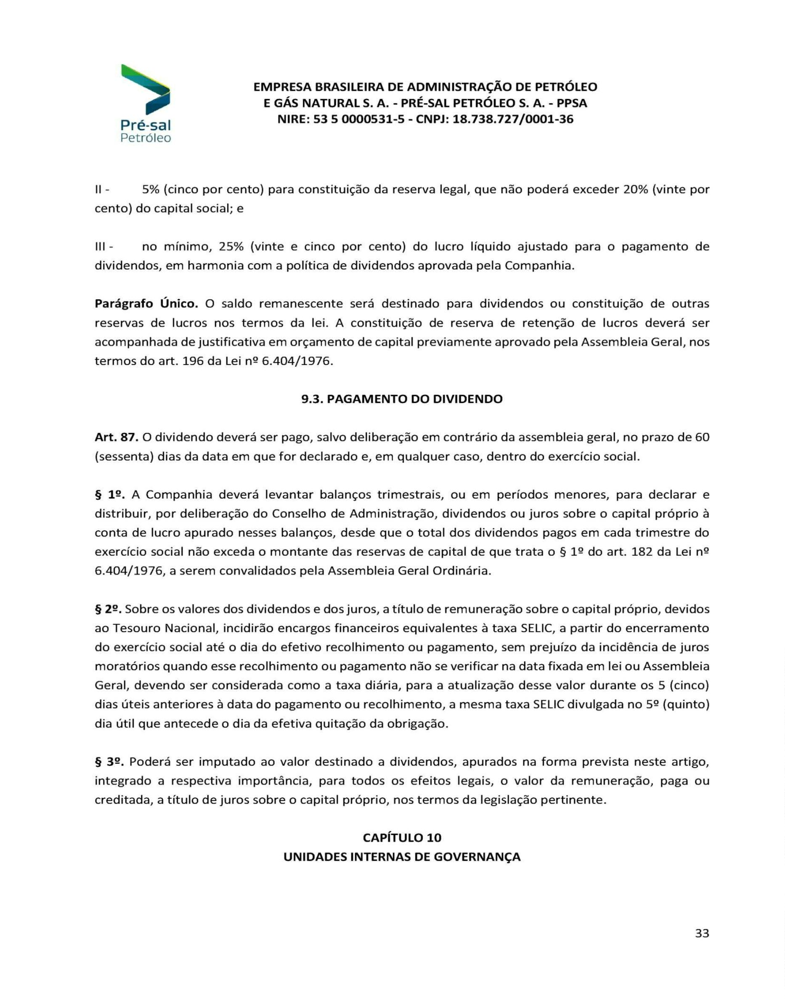 Pré-sal
Petróleo
EMPRESA BRASILEIRA DE ADMINISTRAÇÃO DE PETRÓLEO
E GÁS NATURAL S. A. - PRÉ-SAL PETRÓLEO S. A. - PPSA
NIRE: 53 5 0000531-5 - CNPJ: 18.738.727/0001-36
II - 5% (cinco por cento) para constituição da reserva legal, que não poderá exceder 20% (vinte por
cento) do capital social; e
III - no mínimo, 25% (vinte e cinco por cento) do lucro líquido ajustado para o pagamento de
dividendos, em harmonia com a política de dividendos aprovada pela Companhia.
Parágrafo Único. O saldo remanescente será destinado para dividendos ou constituição de outras
reservas de lucros nos termos da lei. A constituição de reserva de retenção de lucros deverá ser
acompanhada de justificativa em orçamento de capital previamente aprovado pela Assembleia Geral, nos
termos do art. 196 da Lei nº 6.404/1976.
9.3. PAGAMENTO DO DIVIDENDO
Art. 87. O dividendo deverá ser pago, salvo deliberação em contrário da assembleia geral, no prazo de 60
(sessenta) dias da data em que for declarado e, em qualquer caso, dentro do exercício social.
§ 1º. A Companhia deverá levantar balanços trimestrais, ou em períodos menores, para declarar e
distribuir, por deliberação do Conselho de Administração, dividendos ou juros sobre o capital próprio à
conta de lucro apurado nesses balanços, desde que o total dos dividendos pagos em cada trimestre do
exercício social não exceda o montante das reservas de capital de que trata o § 1º do art. 182 da Lei nº
6.404/1976, a serem convalidados pela Assembleia Geral Ordinária.
§ 2º. Sobre os valores dos dividendos e dos juros, a título de remuneração sobre o capital próprio, devidos
ao Tesouro Nacional, incidirão encargos financeiros equivalentes à taxa SELIC, a partir do encerramento
do exercício social até o dia do efetivo recolhimento ou pagamento, sem prejuízo da incidência de juros
moratórios quando esse recolhimento ou pagamento não se verificar na data fixada em lei ou Assembleia
Geral, devendo ser considerada como a taxa diária, para a atualização desse valor durante os 5 (cinco)
dias úteis anteriores à data do pagamento ou recolhimento, a mesma taxa SELIC divulgada no 5º (quinto)
dia útil que antecede o dia da efetiva quitação da obrigação.
§ 3º. Poderá ser imputado ao valor destinado a dividendos, apurados na forma prevista neste artigo,
integrado a respectiva importância, para todos os efeitos legais, o valor da remuneração, paga ou
creditada, a título de juros sobre o capital próprio, nos termos da legislação pertinente.
CAPÍTULO 10
UNIDADES INTERNAS DE GOVERNANÇA
33